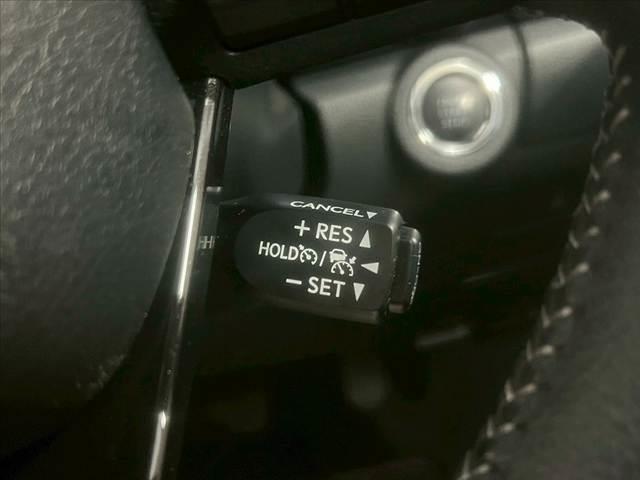 CANCEL▼
+ RES ▲
HOLD / ◀
− SET ▼